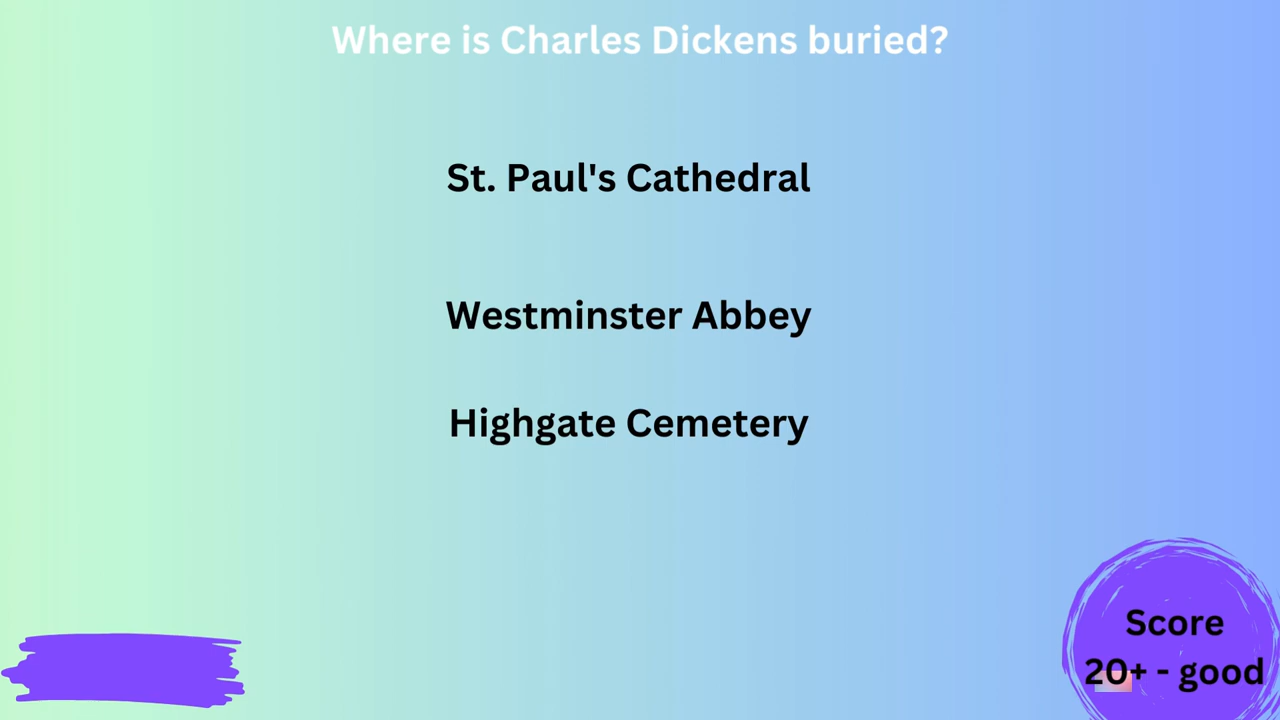 Where is Charles Dickens buried?
St. Paul's Cathedral
Westminster Abbey
Highgate Cemetery
Score
20+ - good